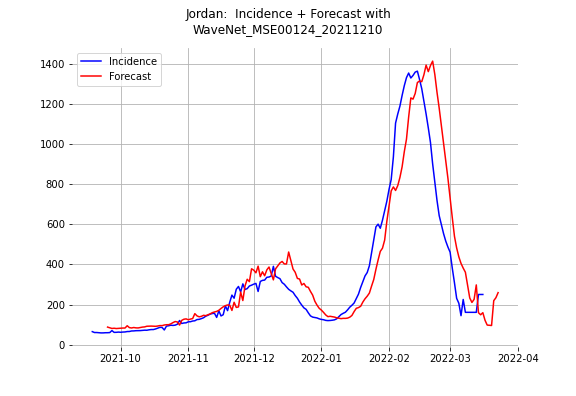 Jordan:  Incidence + Forecast with
WaveNet_MSE00124_20211210
Incidence
Forecast
1400
1200
1000
800
600
400
200
0
2021-10 2021-11 2021-12 2022-01 2022-02 2022-03 2022-04